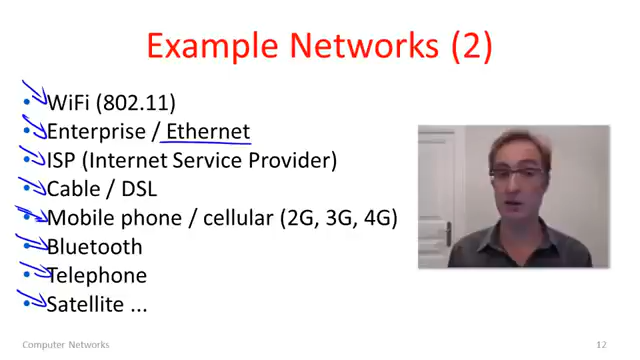 Example Networks (2)
• WiFi (802.11)
• Enterprise / Ethernet
• ISP (Internet Service Provider)
• Cable / DSL
• Mobile phone / cellular (2G, 3G, 4G)
• Bluetooth
• Telephone
• Satellite ...
Computer Networks
12